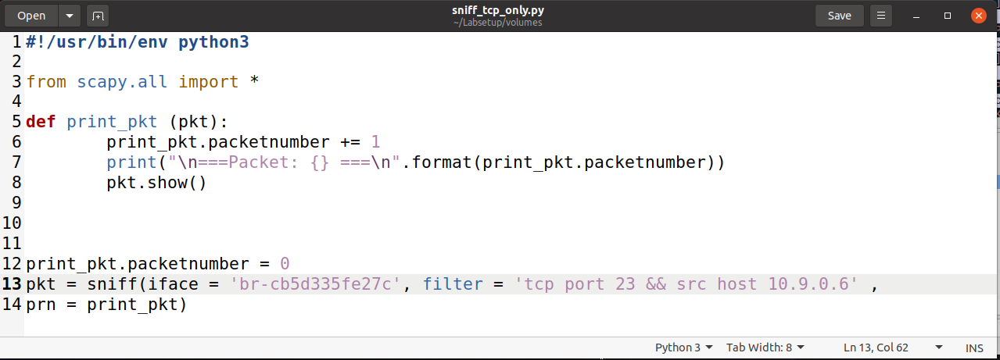 Open
sniff_tcp_only.py
~/Labsetup/volumes
Save
1 #!/usr/bin/env python3
2
3 from scapy.all import *
4
5 def print_pkt (pkt):
6         print_pkt.packetnumber += 1
7         print("\n===Packet: {} ===\n".format(print_pkt.packetnumber))
8         pkt.show()
9
10
11
12 print_pkt.packetnumber = 0
13 pkt = sniff(iface = 'br-cb5d335fe27c', filter = 'tcp port 23 && src host 10.9.0.6' ,
14 prn = print_pkt)
Python 3 Tab Width: 8 Ln 13, Col 62 INS